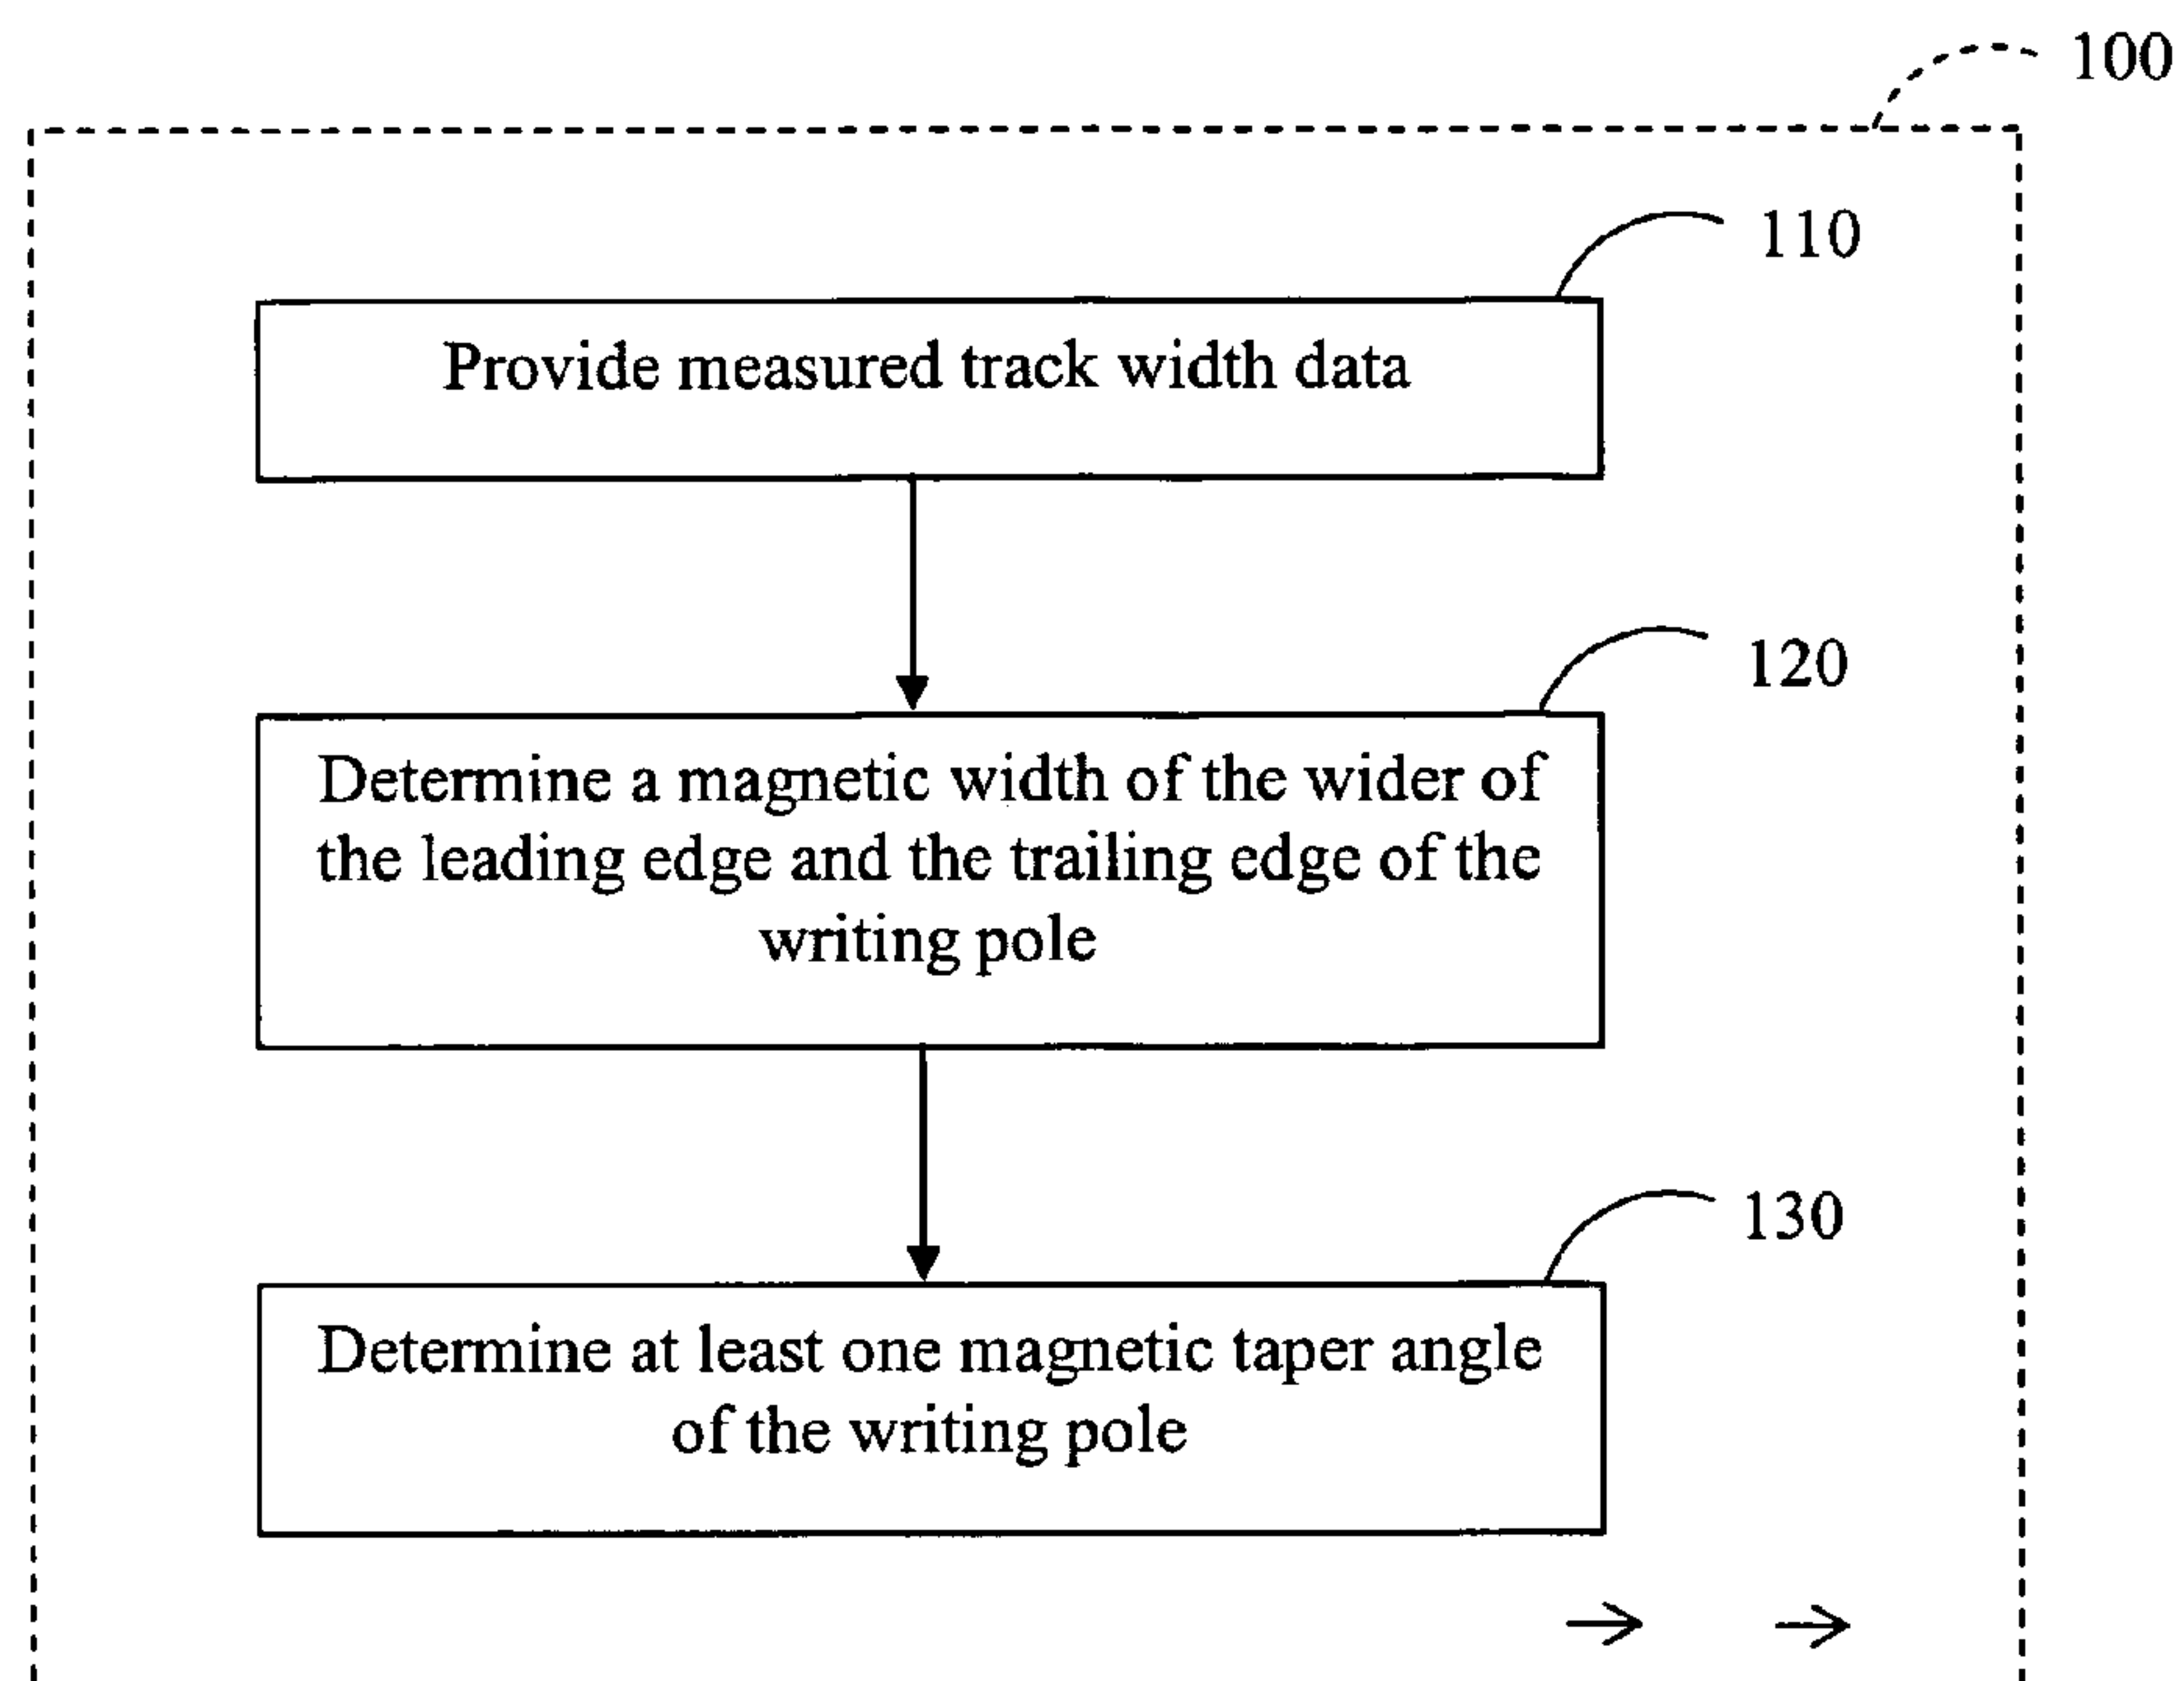 100
110
Provide measured track width data
120
Determine a magnetic width of the wider of
the leading edge and the trailing edge of the
writing pole
130
Determine at least one magnetic taper angle
of the writing pole